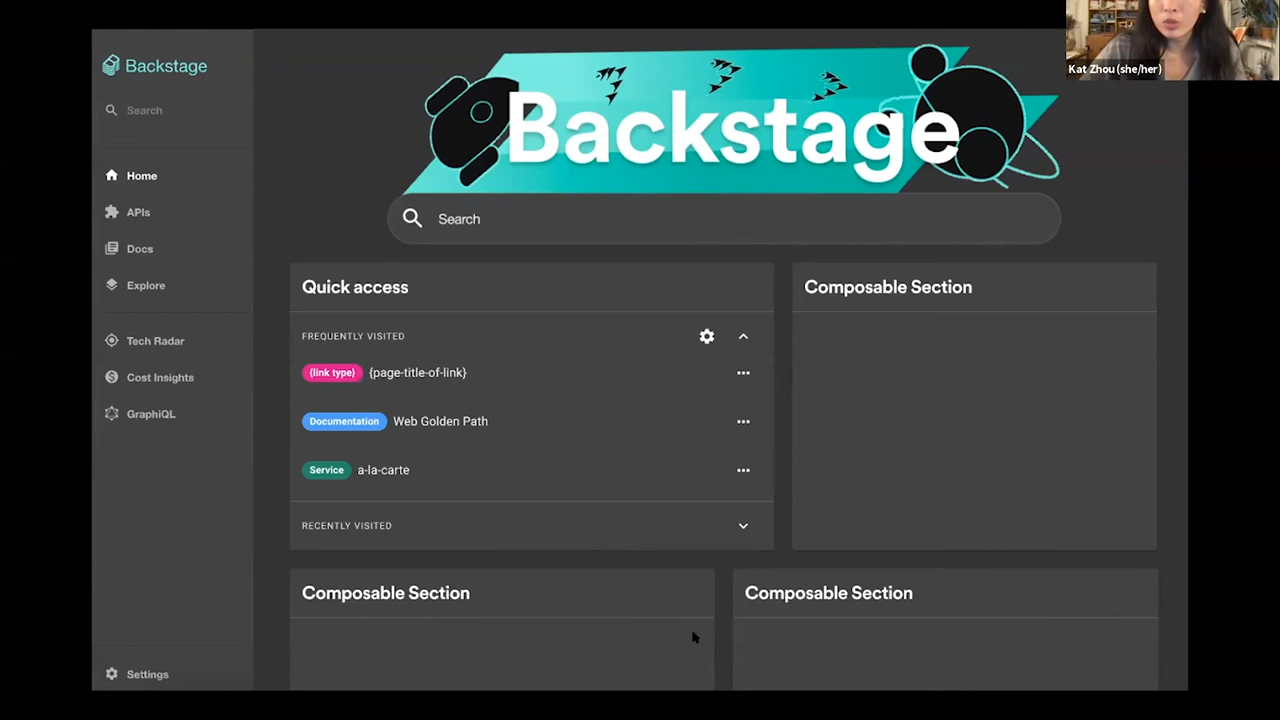 Backstage
Search
Home
APIs
Docs
Explore
Tech Radar
Cost Insights
GraphiQL
Settings
Backstage
Search
Quick access
FREQUENTLY VISITED
{link type} {page-title-of-link}
Documentation Web Golden Path
Service a-la-carte
RECENTLY VISITED
Composable Section
Composable Section
Composable Section
Kat Zhou (she/her)